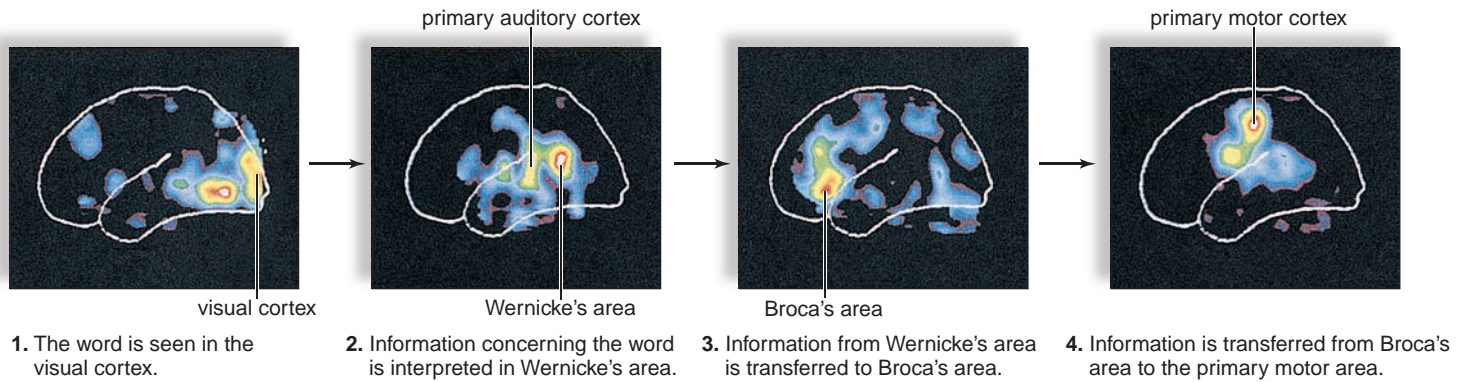 primary auditory cortex
primary motor cortex
visual cortex
Wernicke’s area
Broca’s area
1. The word is seen in the
visual cortex.
2. Information concerning the word
is interpreted in Wernicke’s area.
3. Information from Wernicke’s area
is transferred to Broca’s area.
4. Information is transferred from Broca’s
area to the primary motor area.